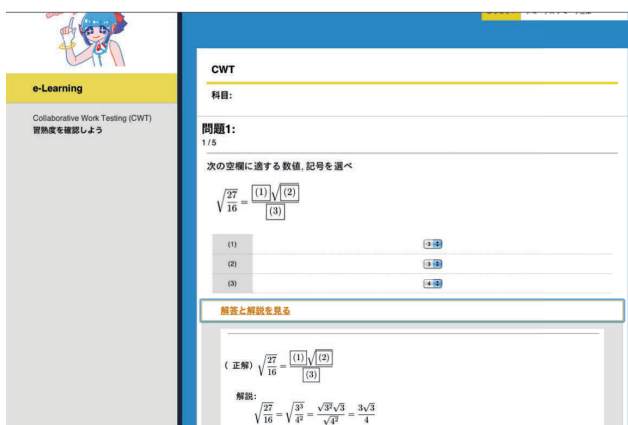 e-Learning
Collaborative Work Testing (CWT)
習熟度を確認しよう
CWT
科目:
問題1:
1/5
次の空欄に適する数値, 記号を選べ
√(27/16) = (1)√(2) / (3)
(1) 3
(2) 3
(3) 4
解答と解説を見る
( 正解) √(27/16) = (1)√(2) / (3)
解説:
√(27/16) = √(3³/4²) = √3²√3 / √4² = 3√3 / 4